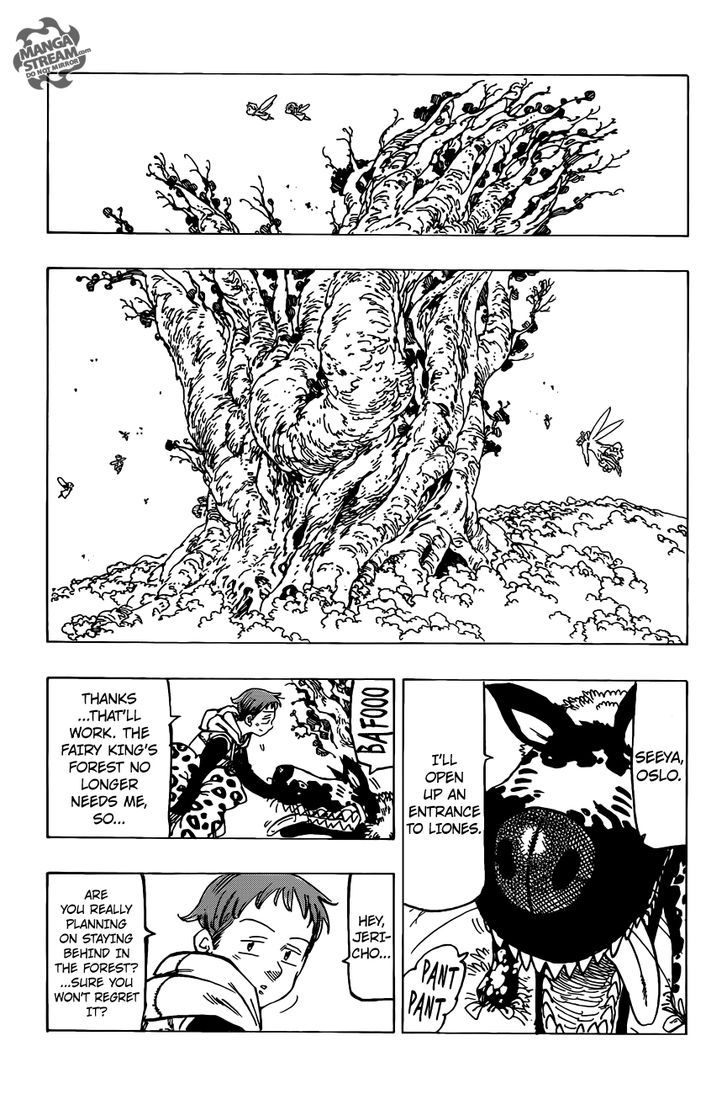 MANGA
STREAM.com
DO NOT MIRROR
SEEYA,
OSLO.
I'LL
OPEN
UP AN
ENTRANCE
TO LIONES.
PANT
PANT
BAFOOO
THANKS
...THAT'LL
WORK. THE
FAIRY KING'S
FOREST NO
LONGER
NEEDS ME,
SO...
HEY,
JERI-
CHO...
ARE
YOU REALLY
PLANNING
ON STAYING
BEHIND IN
THE FOREST?
...SURE YOU
WON'T REGRET
IT?